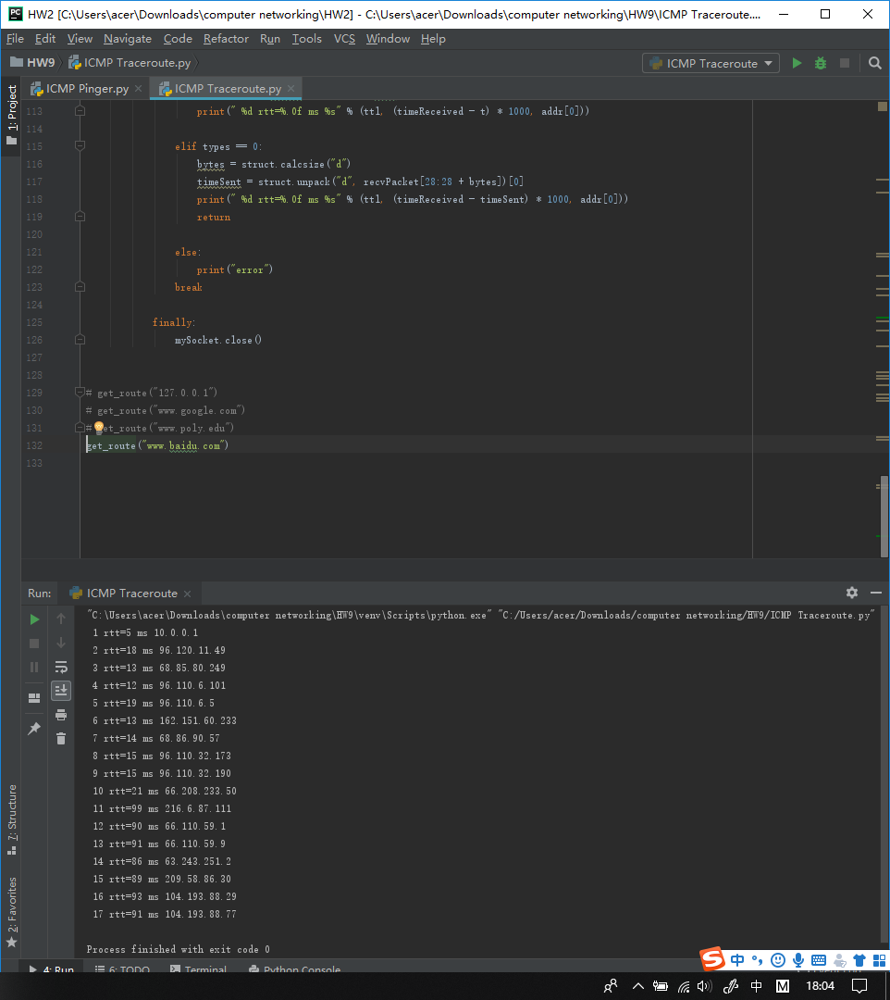 HW2 [C:\Users\acer\Downloads\computer networking\HW2] - C:\Users\acer\Downloads\computer networking\HW9\ICMP Traceroute....
File Edit View Navigate Code Refactor Run Tools VCS Window Help
HW9 ICMP Traceroute.py ICMP Traceroute
ICMP Pinger.py ICMP Traceroute.py
1: Project
113 print(" %d rtt=%.0f ms %s" % (ttl, (timeReceived - t) * 1000, addr[0]))
114
115 elif types == 0:
116 bytes = struct.calcsize("d")
117 timeSent = struct.unpack("d", recvPacket[28:28 + bytes])[0]
118 print(" %d rtt=%.0f ms %s" % (ttl, (timeReceived - timeSent) * 1000, addr[0]))
119 return
120
121 else:
122 print("error")
123 break
124
125 finally:
126 mySocket.close()
127
128
129 # get_route("127.0.0.1")
130 # get_route("www.google.com")
131 # get_route("www.poly.edu")
132 get_route("www.baidu.com")
133
Run: ICMP Traceroute
"C:\Users\acer\Downloads\computer networking\HW9\venv\Scripts\python.exe" "C:/Users/acer/Downloads/computer networking/HW9/ICMP Traceroute.py"
1 rtt=5 ms 10.0.0.1
2 rtt=18 ms 96.120.11.49
3 rtt=13 ms 68.85.80.249
4 rtt=12 ms 96.110.6.101
5 rtt=19 ms 96.110.6.5
6 rtt=13 ms 162.151.60.233
7 rtt=14 ms 68.86.90.57
8 rtt=15 ms 96.110.32.173
9 rtt=15 ms 96.110.32.190
10 rtt=21 ms 66.208.233.50
11 rtt=99 ms 216.6.87.111
12 rtt=90 ms 66.110.59.1
13 rtt=91 ms 66.110.59.9
14 rtt=86 ms 63.243.251.2
15 rtt=89 ms 209.58.86.30
16 rtt=93 ms 104.193.88.29
17 rtt=91 ms 104.193.88.77
Process finished with exit code 0
7: Structure
2: Favorites
4: Run 6: TODO Terminal Python Console
S 中
中 M 18:04